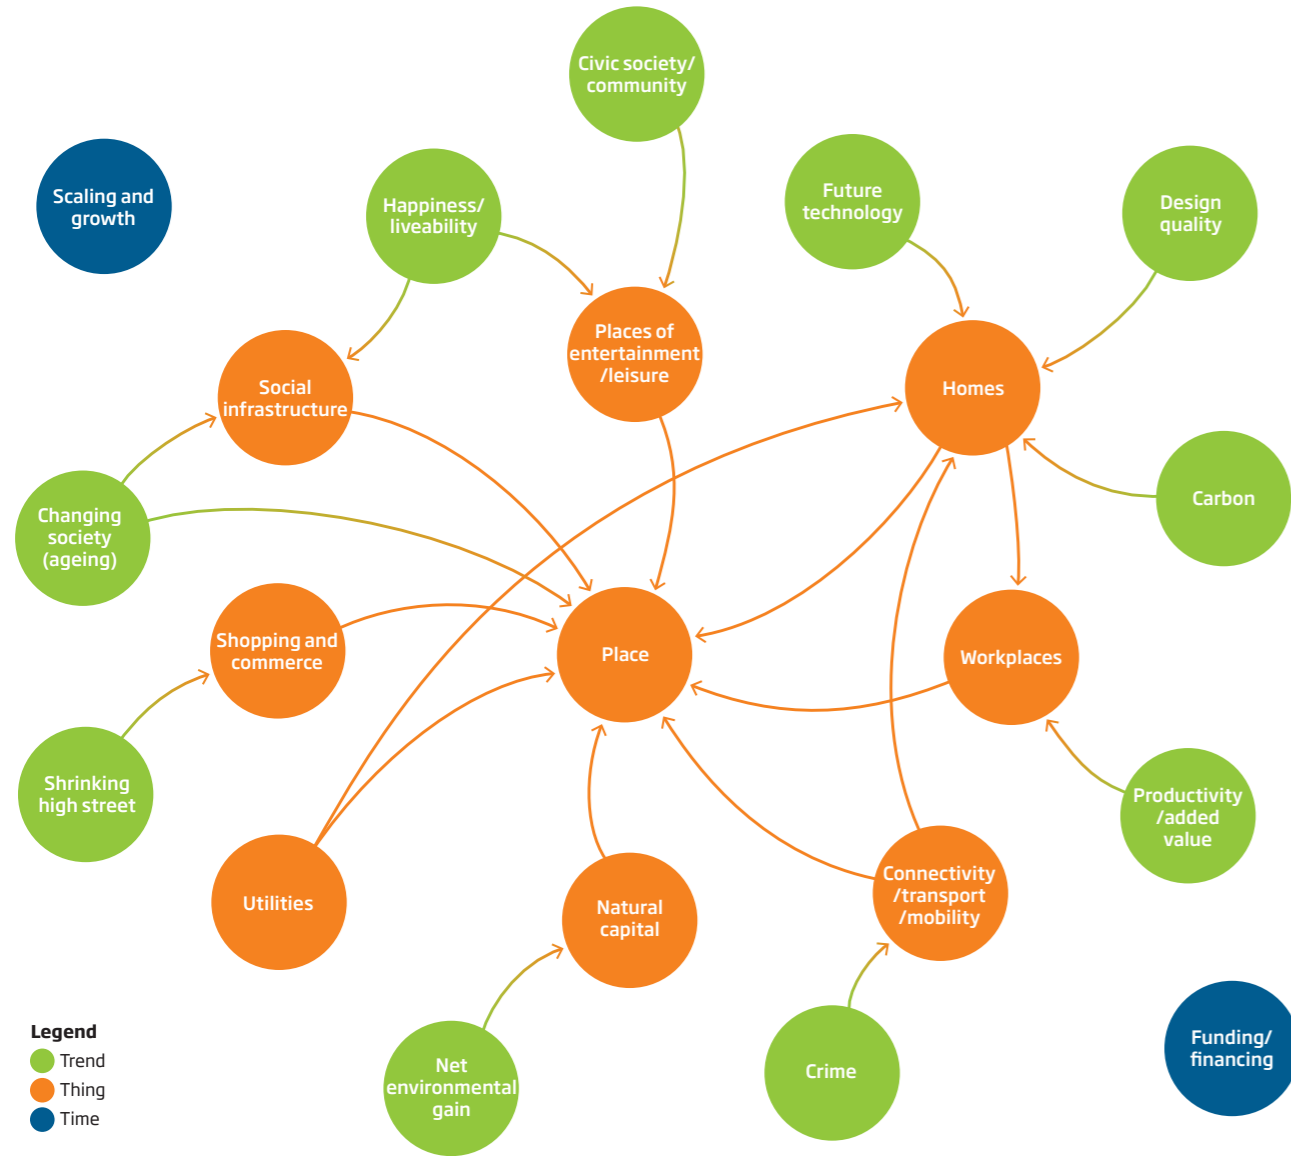 Civic society/
community
Scaling and
growth
Happiness/
liveability
Future
technology
Design
quality
Places of
entertainment
/leisure
Social
infrastructure
Homes
Changing
society
(ageing)
Carbon
Shopping and
commerce
Place
Workplaces
Shrinking
high street
Productivity
/added
value
Utilities
Natural
capital
Connectivity
/transport
/mobility
Net
environmental
gain
Crime
Funding/
financing
Legend
Trend
Thing
Time